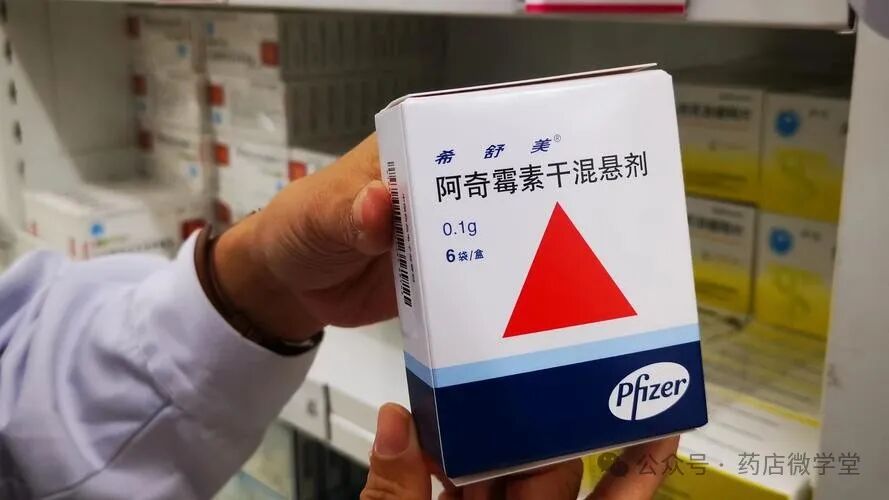 希舒美®
阿奇霉素干混悬剂
0.1g
6袋/盒
Pfizer
公众号·药店微学堂